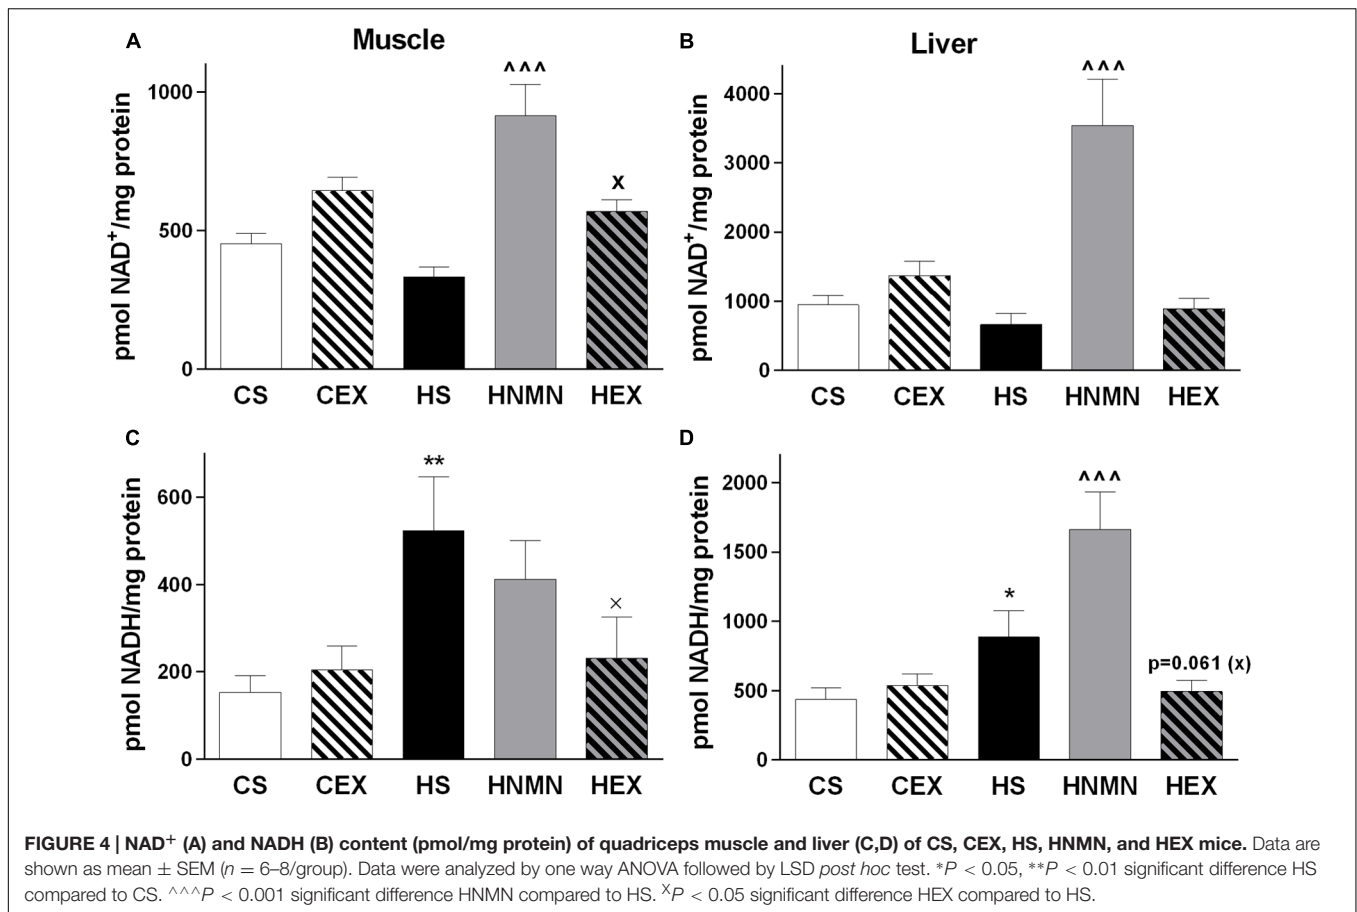 A
Muscle
pmol NAD+/mg protein
1000
500
0
^^^
X
CS CEX HS HNMN HEX
B
Liver
pmol NAD+/mg protein
4000
3000
2000
1000
0
^^^
CS CEX HS HNMN HEX
C
pmol NADH/mg protein
600
400
200
0
**
×
CS CEX HS HNMN HEX
D
pmol NADH/mg protein
2000
1500
1000
500
0
*
^^^
p=0.061 (x)
CS CEX HS HNMN HEX
FIGURE 4 | NAD+ (A) and NADH (B) content (pmol/mg protein) of quadriceps muscle and liver (C,D) of CS, CEX, HS, HNMN, and HEX mice. Data are
shown as mean ± SEM (n = 6–8/group). Data were analyzed by one way ANOVA followed by LSD post hoc test. *P < 0.05, **P < 0.01 significant difference HS
compared to CS. ^^^P < 0.001 significant difference HNMN compared to HS. XP < 0.05 significant difference HEX compared to HS.